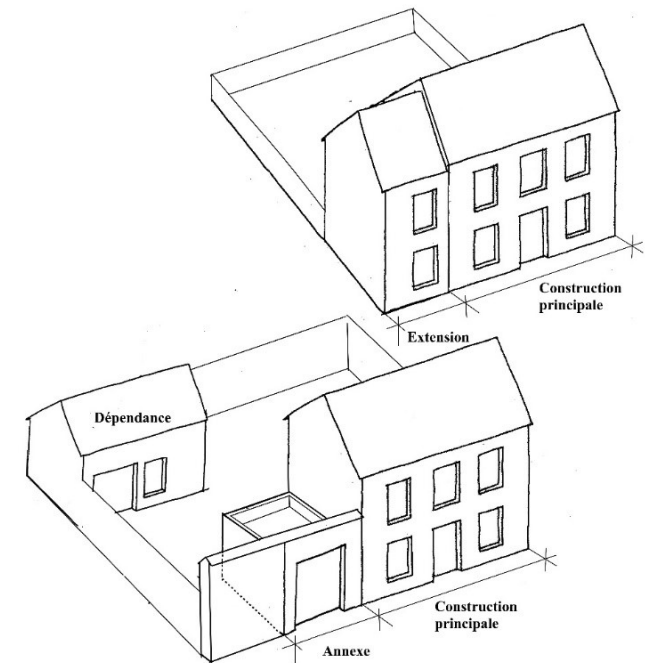 Construction
principale
Extension
Dépendance
Construction
principale
Annexe